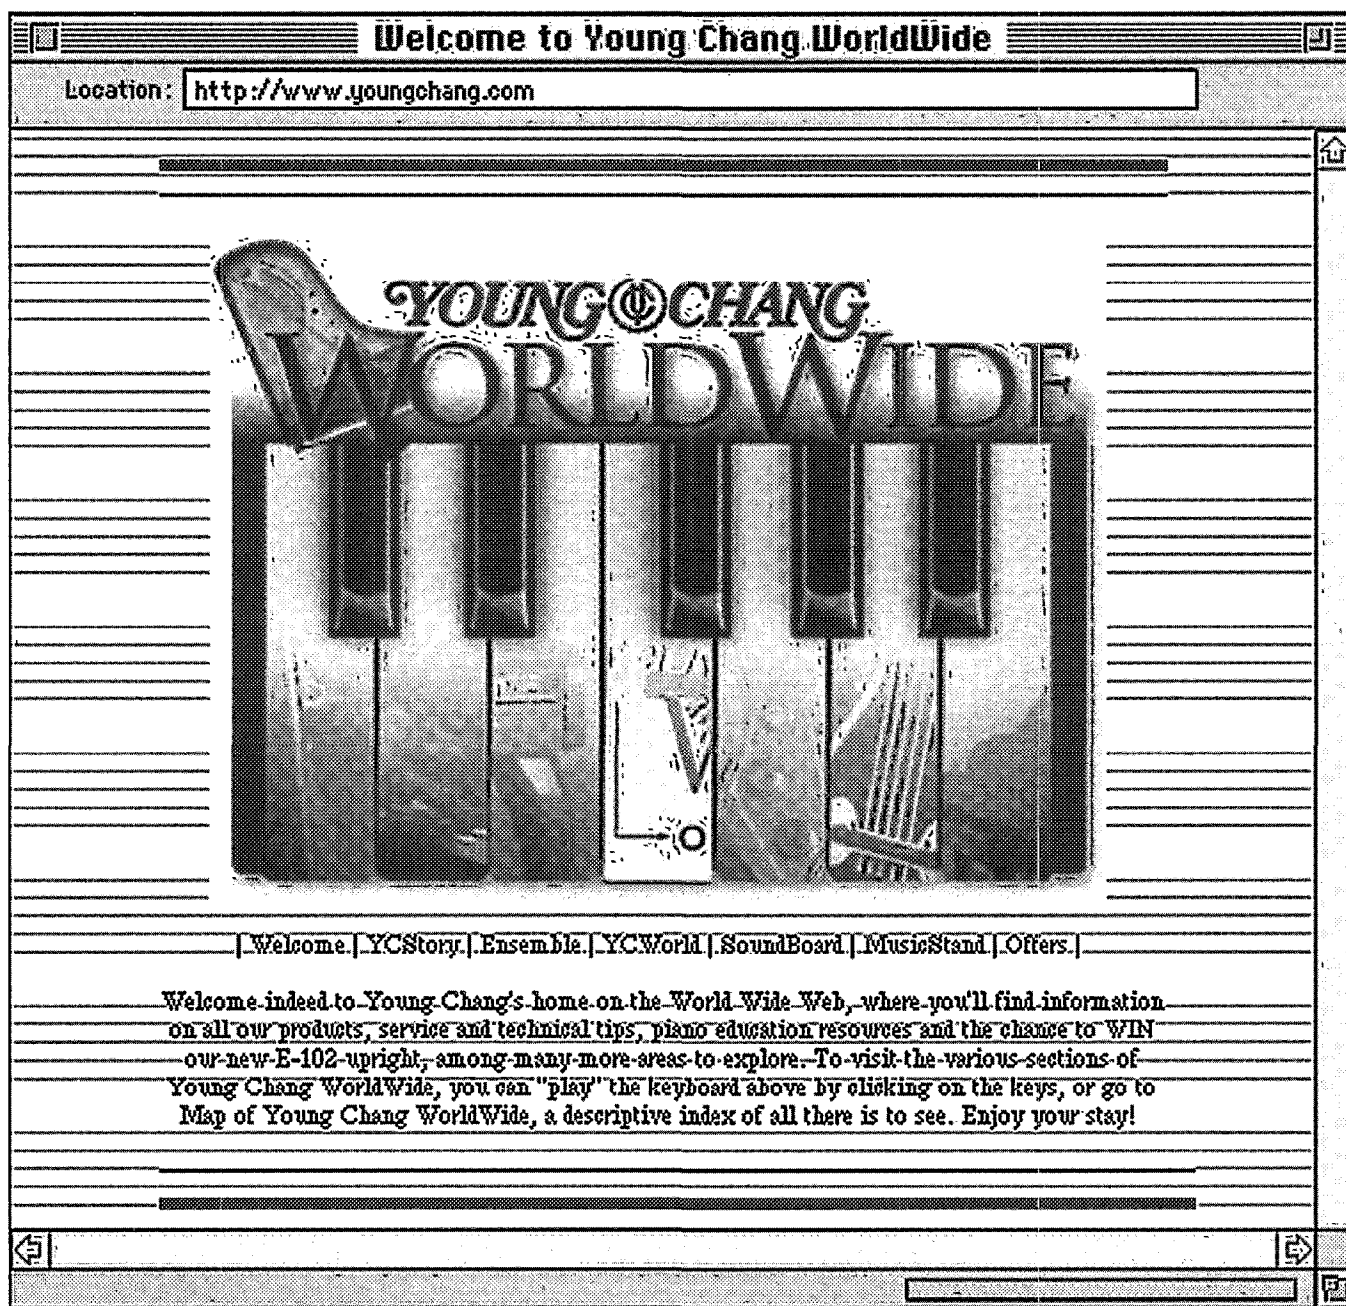 Welcome to Young Chang WorldWide
Location: http://www.youngchang.com
YOUNG CHANG
WORLDWIDE
| Welcome | YCStory | Ensemble | YCWorld | SoundBoard | MusicStand | Offers |
Welcome indeed to Young Chang's home on the World Wide Web, where you'll find information
on all our products, service and technical tips, piano education resources and the chance to WIN
our new E-102 upright, among many more areas to explore. To visit the various sections of
Young Chang WorldWide, you can "play" the keyboard above by clicking on the keys, or go to
Map of Young Chang WorldWide, a descriptive index of all there is to see. Enjoy your stay!